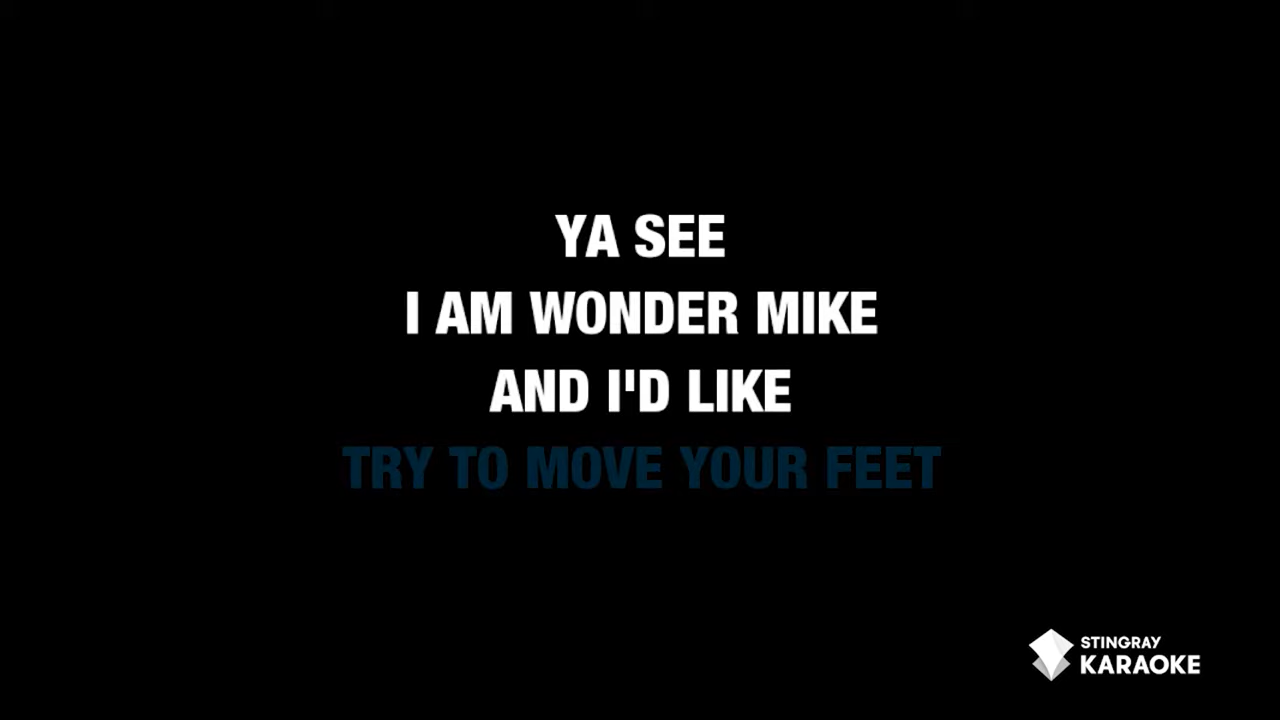 YA SEE
I AM WONDER MIKE
AND I'D LIKE
TRY TO MOVE YOUR FEET
STINGRAY
KARAOKE